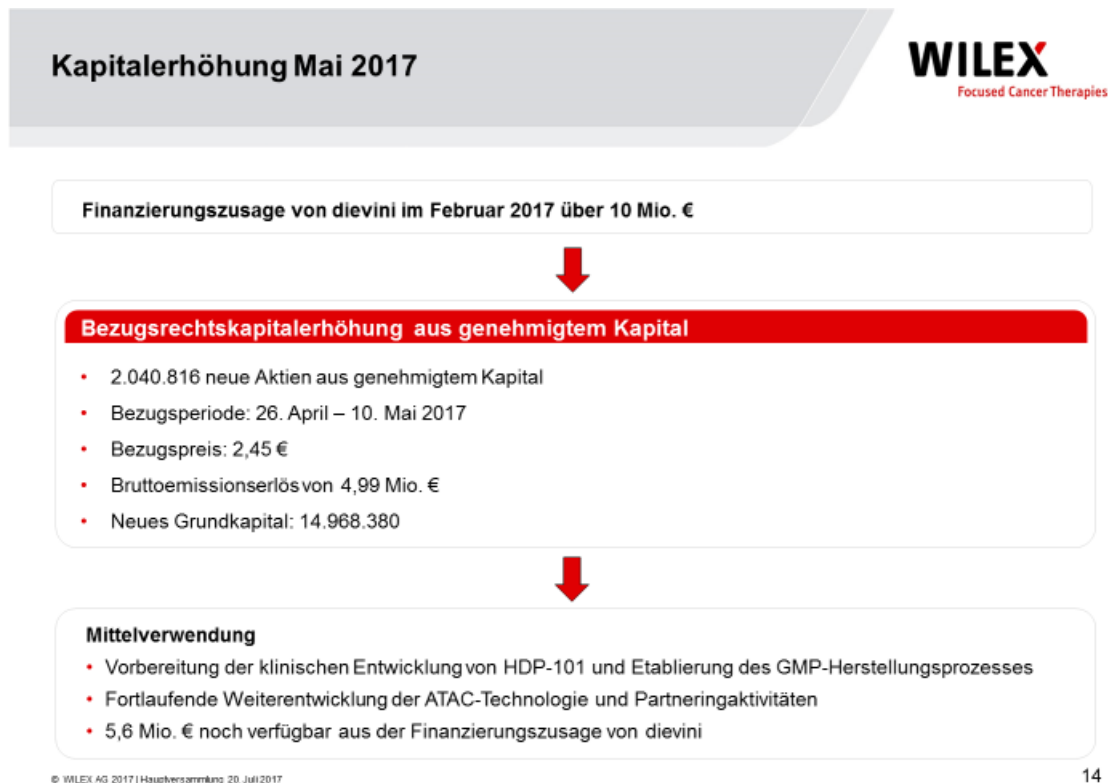 Kapitalerhöhung Mai 2017
WILEX
Focused Cancer Therapies
Finanzierungszusage von dievini im Februar 2017 über 10 Mio. €
Bezugsrechtskapitalerhöhung aus genehmigtem Kapital
• 2.040.816 neue Aktien aus genehmigtem Kapital
• Bezugsperiode: 26. April – 10. Mai 2017
• Bezugspreis: 2,45 €
• Bruttoemissionserlös von 4,99 Mio. €
• Neues Grundkapital: 14.968.380
Mittelverwendung
• Vorbereitung der klinischen Entwicklung von HDP-101 und Etablierung des GMP-Herstellungsprozesses
• Fortlaufende Weiterentwicklung der ATAC-Technologie und Partneringaktivitäten
• 5,6 Mio. € noch verfügbar aus der Finanzierungszusage von dievini
© WILEX AG 2017 | Hauptversammlung 20. Juli 2017
14